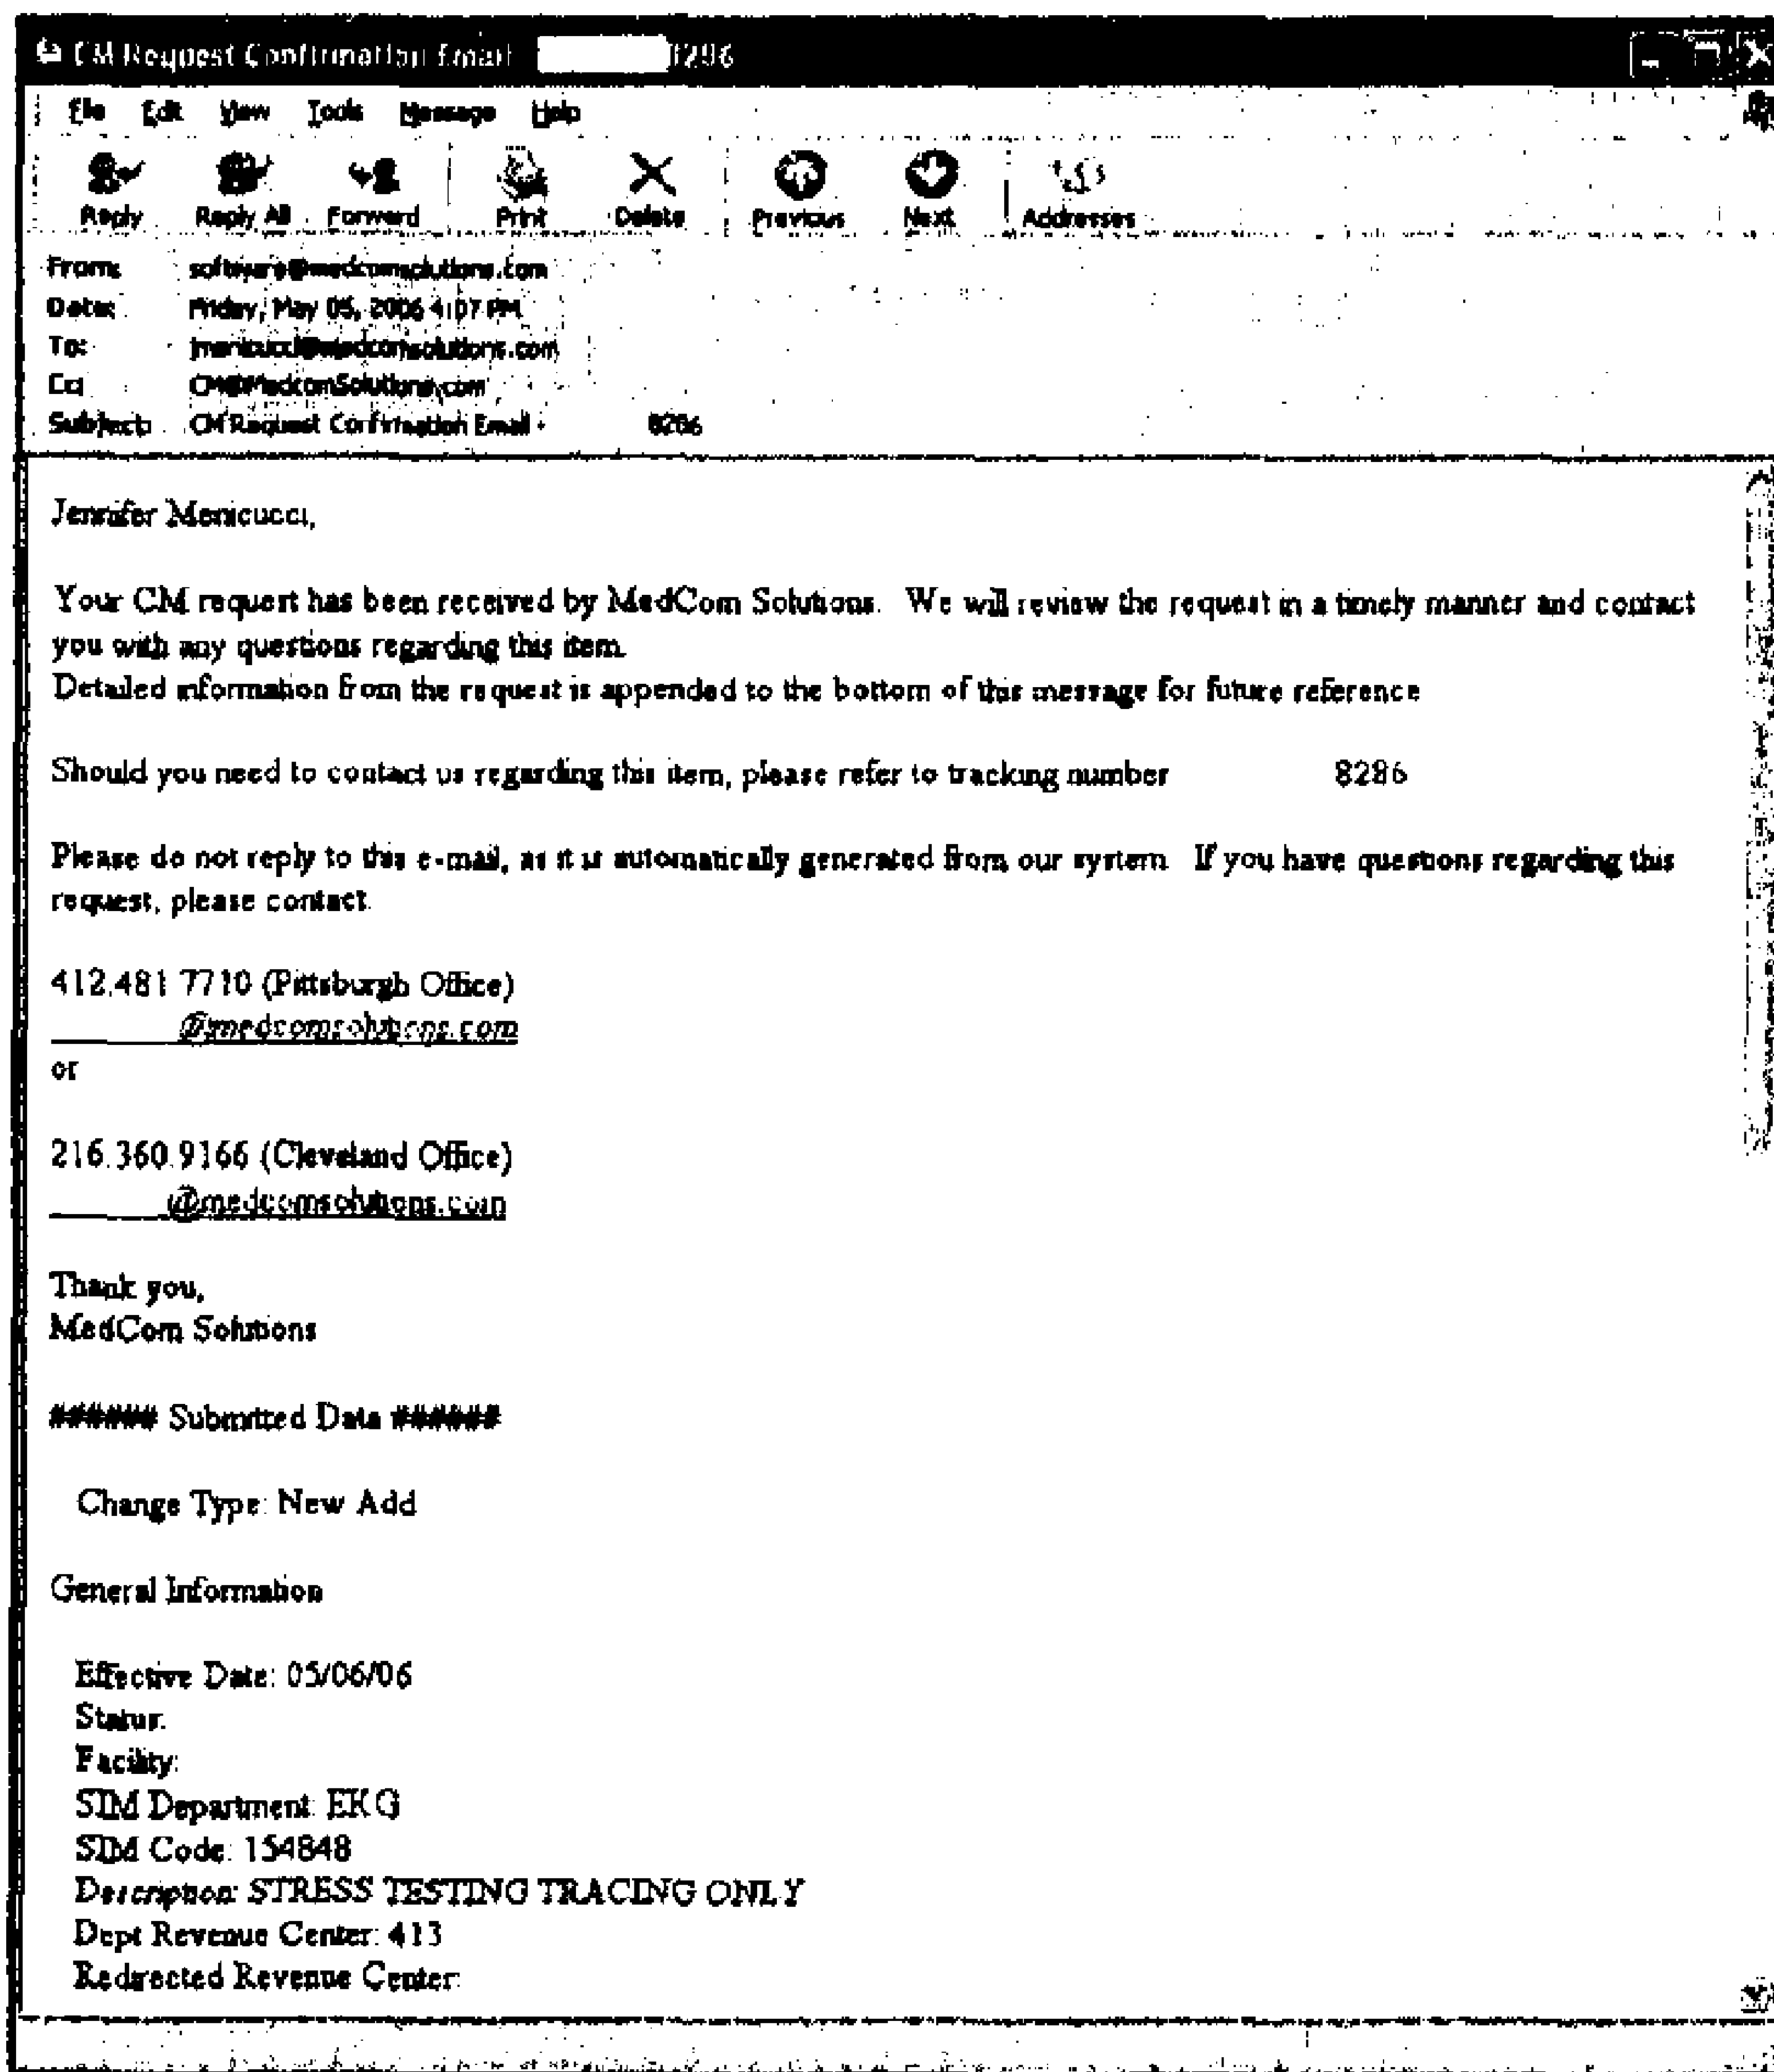 CM Request Confirmation Email 8286
File Edit View Tools Message Help
Reply Reply All Forward Print Delete Previous Next Addresses
From: software@medcomsolutions.com
Date: Friday, May 05, 2006 4:07 PM
To: jmenicucci@medcomsolutions.com
Cc: CM@MedcomSolutions.com
Subject: CM Request Confirmation Email - 8286
Jennifer Menicucci,
Your CM request has been received by MedCom Solutions. We will review the request in a timely manner and contact
you with any questions regarding this item.
Detailed information from the request is appended to the bottom of this message for future reference
Should you need to contact us regarding this item, please refer to tracking number 8286
Please do not reply to this e-mail, as it is automatically generated from our system If you have questions regarding this
request, please contact.
412.481 7710 (Pittsburgh Office)
@medcomsolutions.com
or
216.360.9166 (Cleveland Office)
@medcomsolutions.com
Thank you,
MedCom Solutions
###### Submitted Data ######
Change Type: New Add
General Information
Effective Date: 05/06/06
Status:
Facility:
SIM Department: EKG
SIM Code: 154848
Description: STRESS TESTING TRACING ONLY
Dept Revenue Center: 413
Redirected Revenue Center: